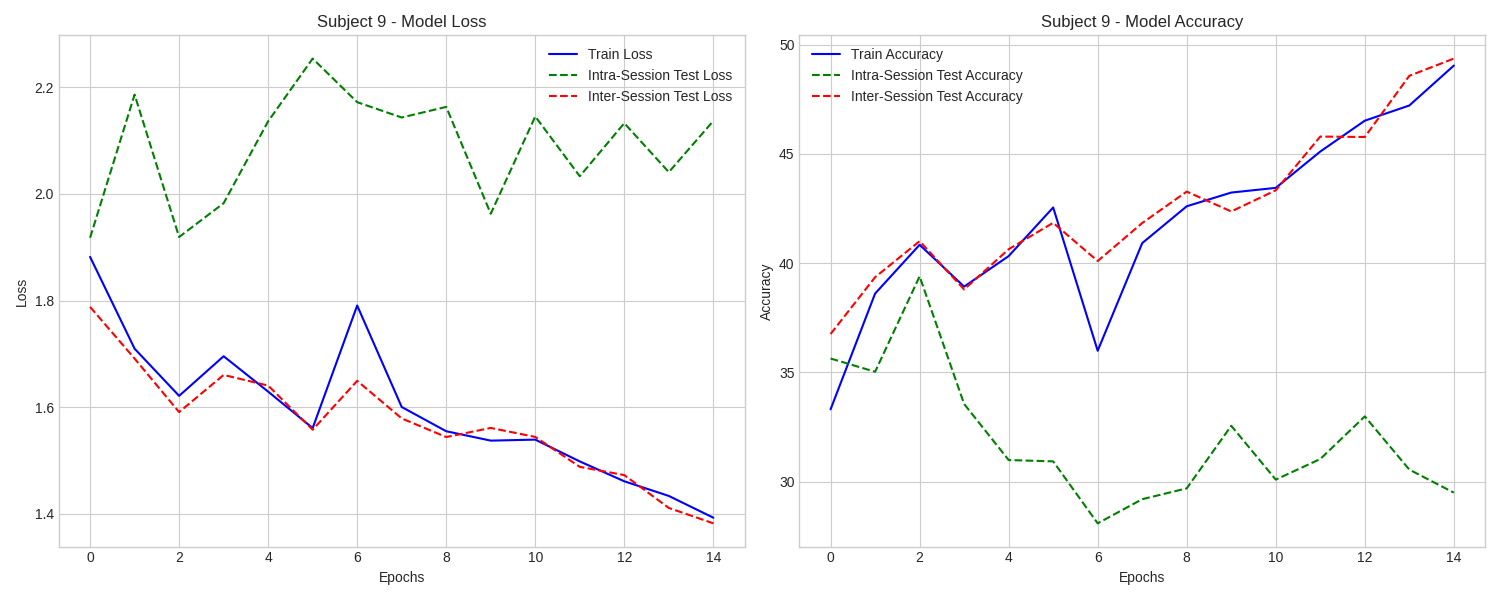 Subject 9 - Model Loss
Train Loss
Intra-Session Test Loss
Inter-Session Test Loss
2.2
2.0
1.8
1.6
1.4
Loss
0 2 4 6 8 10 12 14
Epochs
Subject 9 - Model Accuracy
Train Accuracy
Intra-Session Test Accuracy
Inter-Session Test Accuracy
50
45
40
35
30
Accuracy
0 2 4 6 8 10 12 14
Epochs